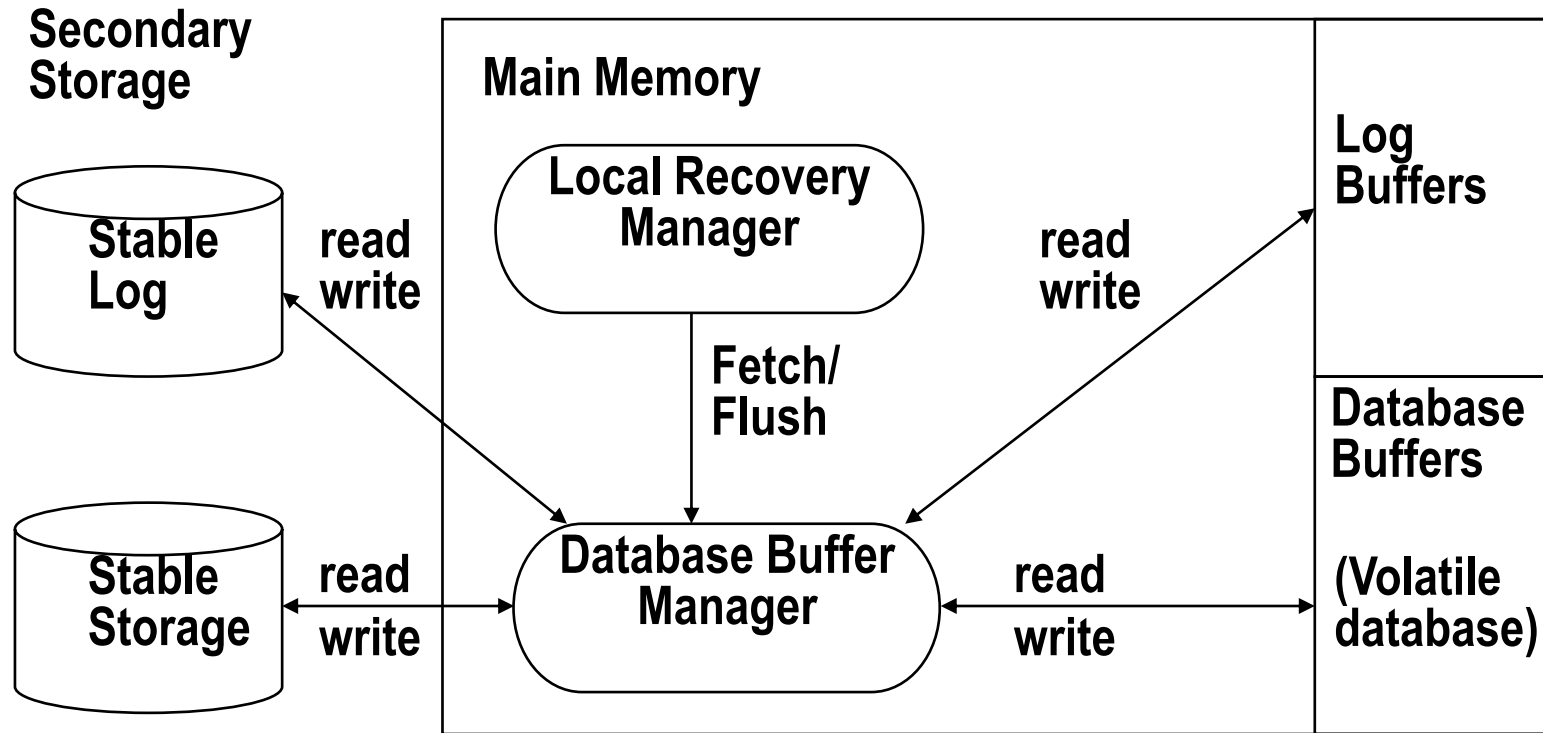 Secondary
Storage
Main Memory
Log
Buffers
Local Recovery
Manager
Stable
Log
read
write
read
write
Fetch/
Flush
Database
Buffers
Stable
Storage
read
write
Database Buffer
Manager
read
write
(Volatile
database)